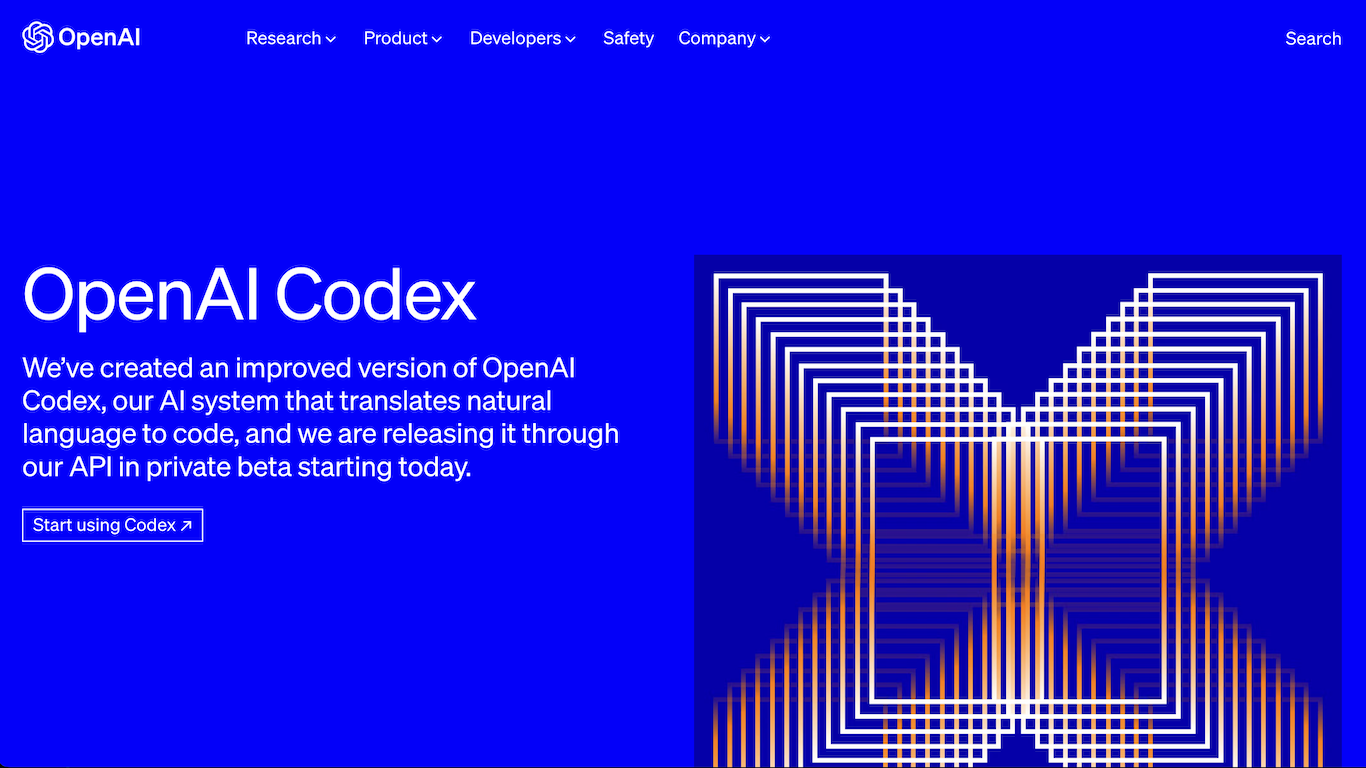 OpenAI Research Product Developers Safety Company Search
OpenAI Codex
We’ve created an improved version of OpenAI
Codex, our AI system that translates natural
language to code, and we are releasing it through
our API in private beta starting today.
Start using Codex ↗